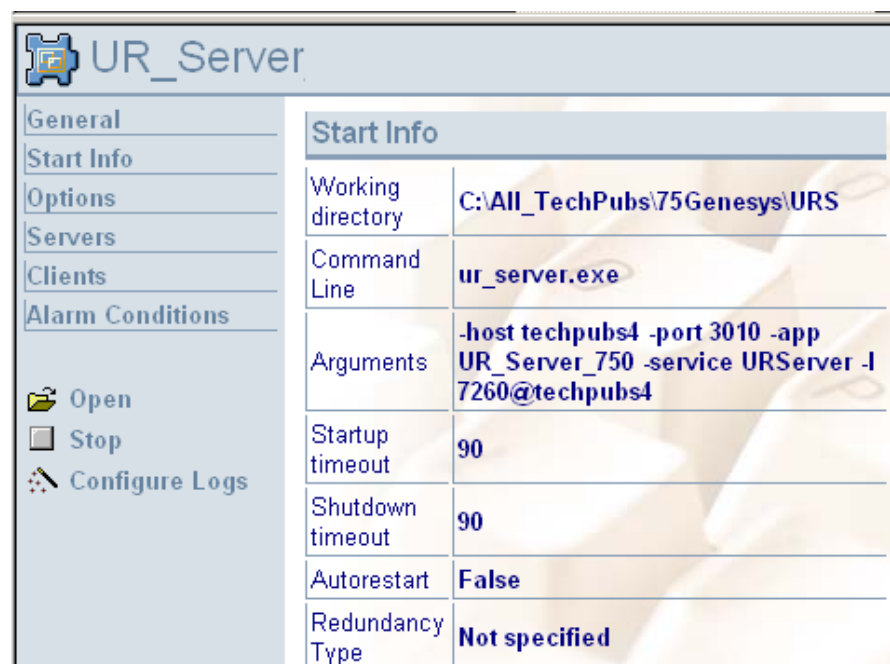 UR_Server
General
Start Info
Options
Servers
Clients
Alarm Conditions
Open
Stop
Configure Logs
Start Info
Working
directory
C:\All_TechPubs\75Genesys\URS
Command
Line
ur_server.exe
Arguments
-host techpubs4 -port 3010 -app
UR_Server_750 -service URServer -l
7260@techpubs4
Startup
timeout
90
Shutdown
timeout
90
Autorestart
False
Redundancy
Type
Not specified